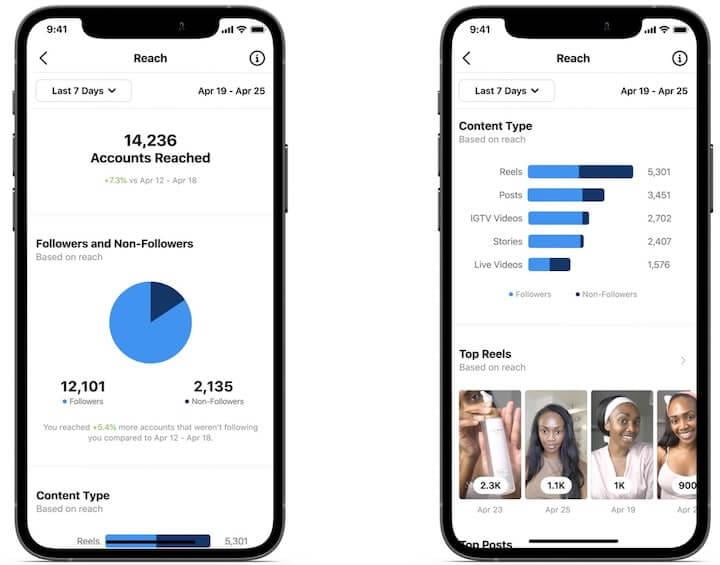 9:41
Reach
Last 7 Days
Apr 19 - Apr 25
14,236
Accounts Reached
+7.3% vs Apr 12 - Apr 18
Followers and Non-Followers
Based on reach
12,101
Followers
2,135
Non-Followers
You reached +5.4% more accounts that weren't following
you compared to Apr 12 - Apr 18.
Content Type
Based on reach
Reels 5,301
9:41
Reach
Last 7 Days
Apr 19 - Apr 25
Content Type
Based on reach
Reels 5,301
Posts 3,451
IGTV Videos 2,702
Stories 2,407
Live Videos 1,576
Followers
Non-Followers
Top Reels
Based on reach
2.3K
1.1K
1K
900
Apr 23
Apr 25
Apr 19
Top Posts